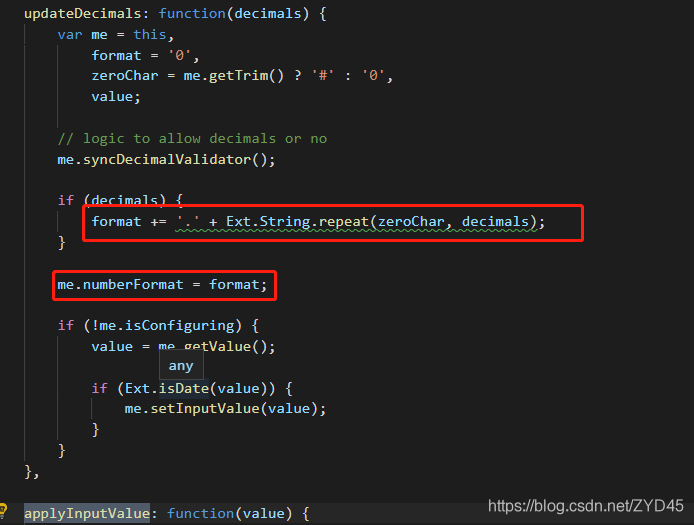 updateDecimals: function(decimals) {
var me = this,
format = '0',
zeroChar = me.getTrim() ? '#' : '0',
value;
// logic to allow decimals or no
me.syncDecimalValidator();
if (decimals) {
format += '.' + Ext.String.repeat(zeroChar, decimals);
}
me.numberFormat = format;
if (!me.isConfiguring) {
value = me.getValue();
any
if (Ext.isDate(value)) {
me.setInputValue(value);
}
}
},
applyInputValue: function(value) {
https://blog.csdn.net/ZYD45